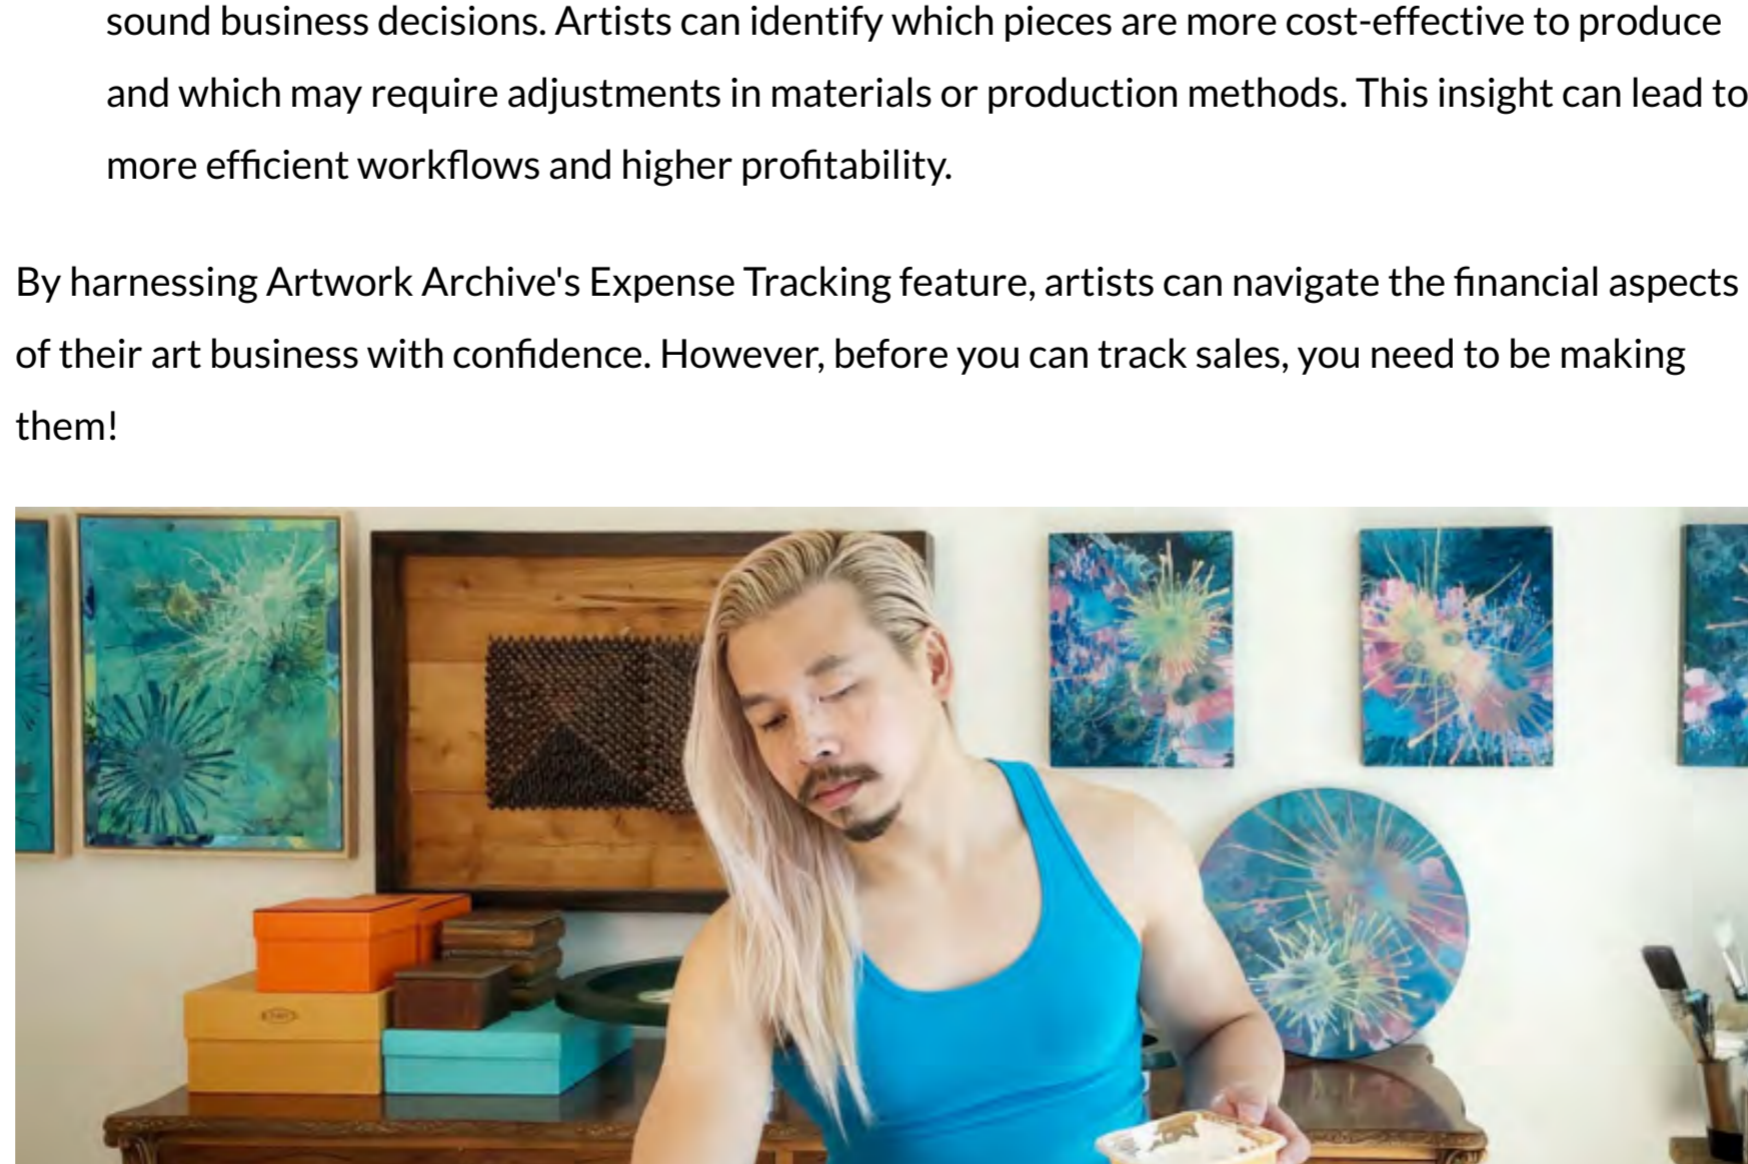 sound business decisions. Artists can identify which pieces are more cost-effective to produce
and which may require adjustments in materials or production methods. This insight can lead to
more efficient workflows and higher profitability.
By harnessing Artwork Archive's Expense Tracking feature, artists can navigate the financial aspects
of their art business with confidence. However, before you can track sales, you need to be making
them!